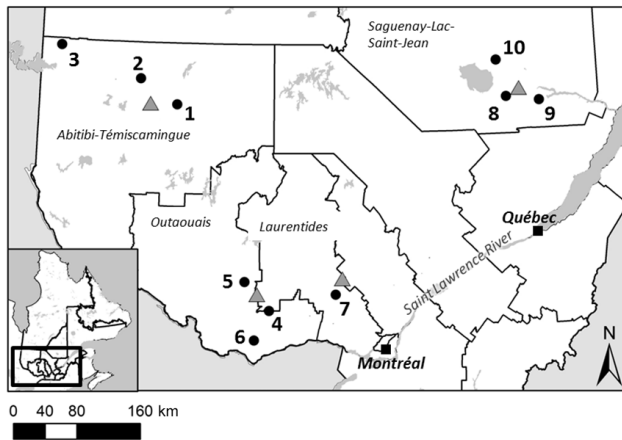 Saguenay-Lac-
Saint-Jean
3
2
10
1
8
9
Abitibi-Témiscamingue
Outaouais
Laurentides
Québec
Saint Lawrence River
5
4
7
6
Montréal
N
0 40 80 160 km